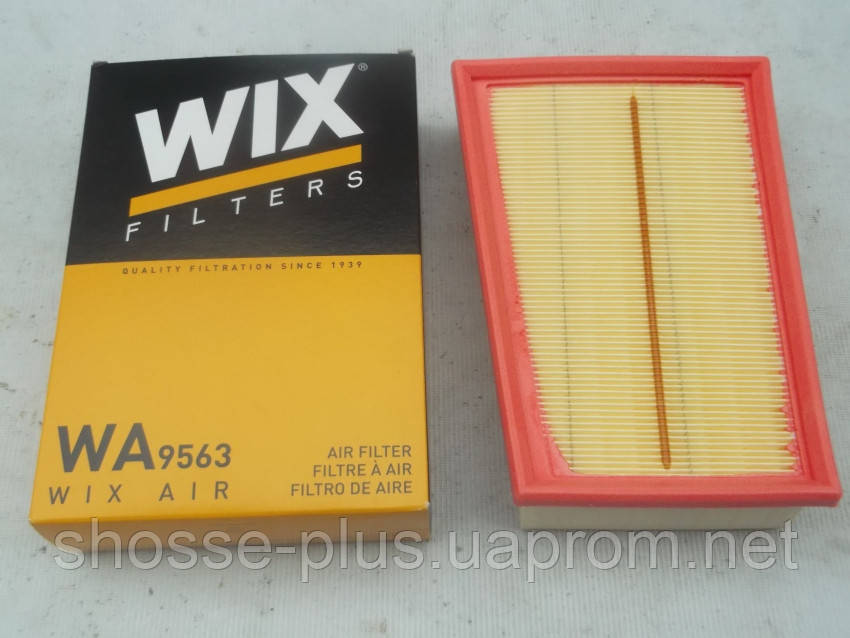 WIX®
FILTERS
QUALITY FILTRATION SINCE 1939
WA9563
WIX AIR
AIR FILTER
FILTRE À AIR
FILTRO DE AIRE
shosse-plus.uaprom.net